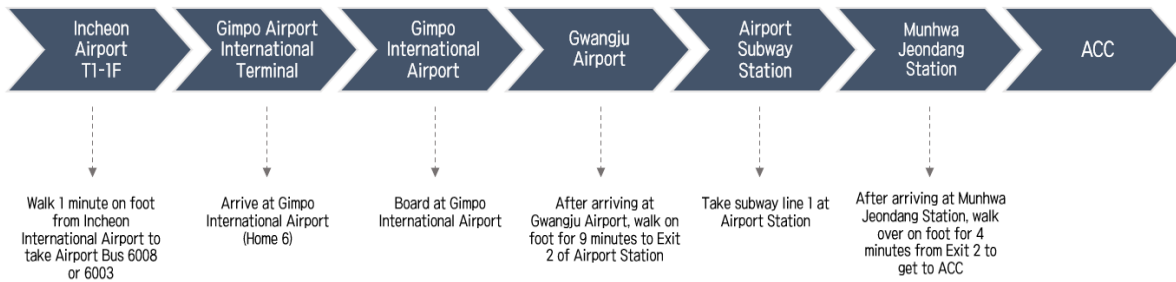 Incheon
Airport
T1-1F
Gimpo Airport
International
Terminal
Gimpo
International
Airport
Gwangju
Airport
Airport
Subway
Station
Munhwa
Jeondang
Station
ACC
Walk 1 minute on foot
from Incheon
International Airport to
take Airport Bus 6008
or 6003
Arrive at Gimpo
International Airport
(Home 6)
Board at Gimpo
International Airport
After arriving at
Gwangju Airport, walk on
foot for 9 minutes to Exit
2 of Airport Station
Take subway line 1 at
Airport Station
After arriving at Munhwa
Jeondang Station, walk
over on foot for 4
minutes from Exit 2 to
get to ACC